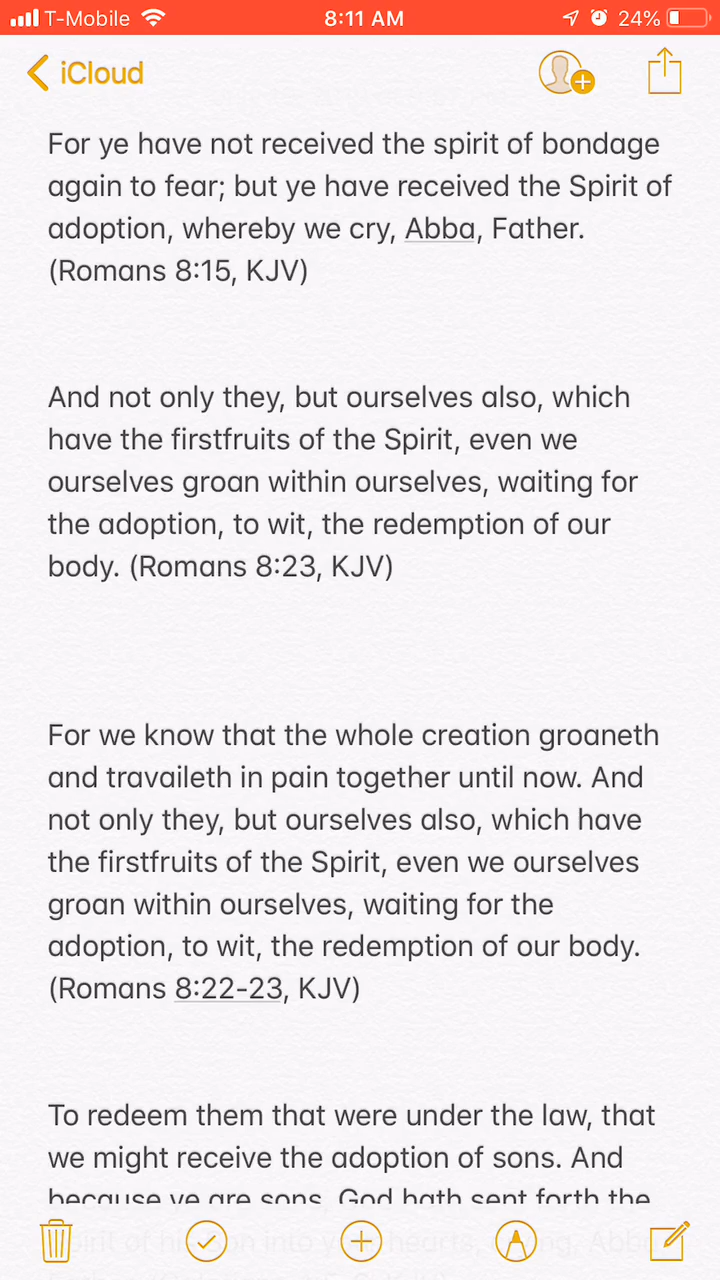 T-Mobile 8:11 AM 24%
iCloud
For ye have not received the spirit of bondage
again to fear; but ye have received the Spirit of
adoption, whereby we cry, Abba, Father.
(Romans 8:15, KJV)
And not only they, but ourselves also, which
have the firstfruits of the Spirit, even we
ourselves groan within ourselves, waiting for
the adoption, to wit, the redemption of our
body. (Romans 8:23, KJV)
For we know that the whole creation groaneth
and travaileth in pain together until now. And
not only they, but ourselves also, which have
the firstfruits of the Spirit, even we ourselves
groan within ourselves, waiting for the
adoption, to wit, the redemption of our body.
(Romans 8:22-23, KJV)
To redeem them that were under the law, that
we might receive the adoption of sons. And
because ye are sons, God hath sent forth the